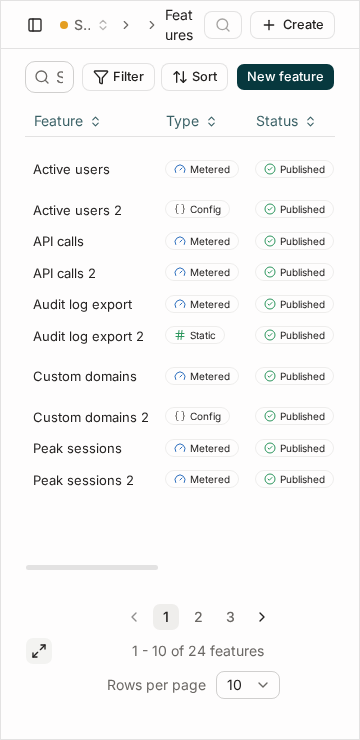 S..
Feat
ures
Create
S
Filter
Sort
New feature
Feature Type Status
Active users Metered Published
Active users 2 Config Published
API calls Metered Published
API calls 2 Metered Published
Audit log export Metered Published
Audit log export 2 Static Published
Custom domains Metered Published
Custom domains 2 Config Published
Peak sessions Metered Published
Peak sessions 2 Metered Published
1 2 3
1 - 10 of 24 features
Rows per page 10